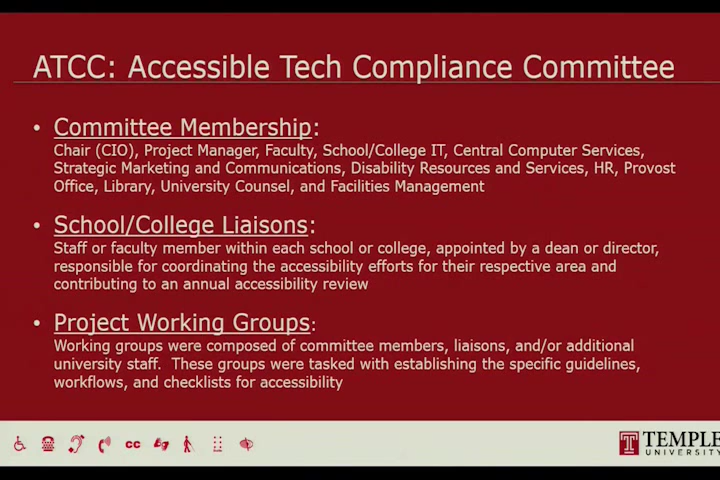 ATCC: Accessible Tech Compliance Committee
• Committee Membership:
Chair (CIO), Project Manager, Faculty, School/College IT, Central Computer Services,
Strategic Marketing and Communications, Disability Resources and Services, HR, Provost
Office, Library, University Counsel, and Facilities Management
• School/College Liaisons:
Staff or faculty member within each school or college, appointed by a dean or director,
responsible for coordinating the accessibility efforts for their respective area and
contributing to an annual accessibility review
• Project Working Groups:
Working groups were composed of committee members, liaisons, and/or additional
university staff.  These groups were tasked with establishing the specific guidelines,
workflows, and checklists for accessibility
CC
T TEMPLE
UNIVERSITY